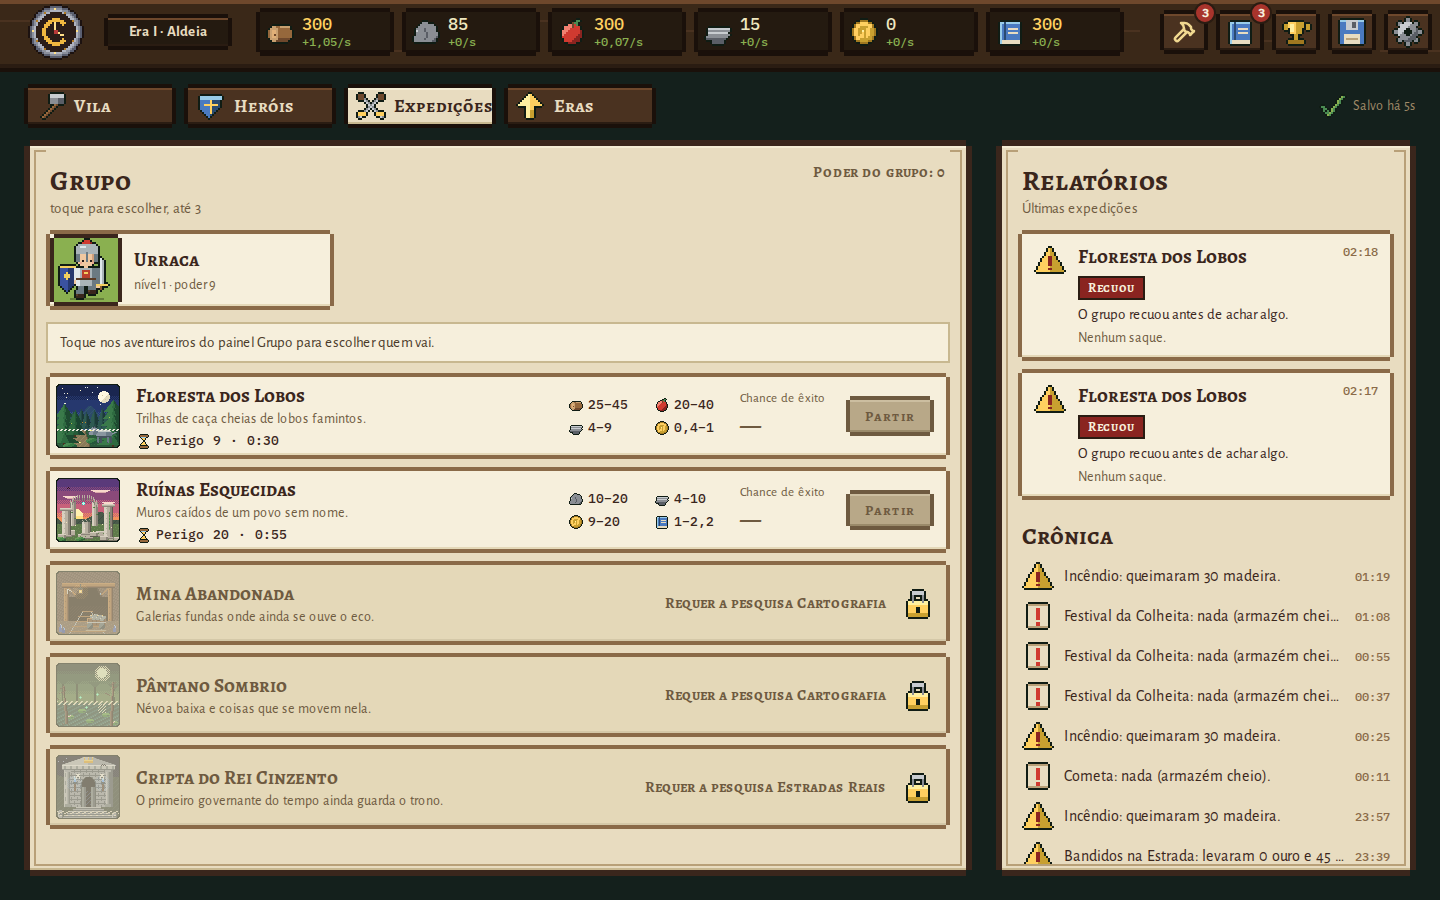 Era I · Aldeia
300
+1,05/s
85
+0/s
300
+0,07/s
15
+0/s
0
+0/s
300
+0/s
3
3
Vila
Heróis
Expedições
Eras
Salvo há 5s
Grupo
toque para escolher, até 3
Poder do grupo: 0
Urraca
nível 1 · poder 9
Toque nos aventureiros do painel Grupo para escolher quem vai.
Floresta dos Lobos
Trilhas de caça cheias de lobos famintos.
Perigo 9 · 0:30
25–45
20–40
4–9
0,4–1
Chance de êxito
—
Partir
Ruínas Esquecidas
Muros caídos de um povo sem nome.
Perigo 20 · 0:55
10–20
4–10
9–20
1–2,2
Chance de êxito
—
Partir
Mina Abandonada
Galerias fundas onde ainda se ouve o eco.
Requer a pesquisa Cartografia
Pântano Sombrio
Névoa baixa e coisas que se movem nela.
Requer a pesquisa Cartografia
Cripta do Rei Cinzento
O primeiro governante do tempo ainda guarda o trono.
Requer a pesquisa Estradas Reais
Relatórios
Últimas expedições
Floresta dos Lobos
02:18
Recuou
O grupo recuou antes de achar algo.
Nenhum saque.
Floresta dos Lobos
02:17
Recuou
O grupo recuou antes de achar algo.
Nenhum saque.
Crônica
Incêndio: queimaram 30 madeira. 01:19
Festival da Colheita: nada (armazém chei… 01:08
Festival da Colheita: nada (armazém chei… 00:55
Festival da Colheita: nada (armazém chei… 00:37
Incêndio: queimaram 30 madeira. 00:25
Cometa: nada (armazém cheio). 00:11
Incêndio: queimaram 30 madeira. 23:57
Bandidos na Estrada: levaram 0 ouro e 45 … 23:39